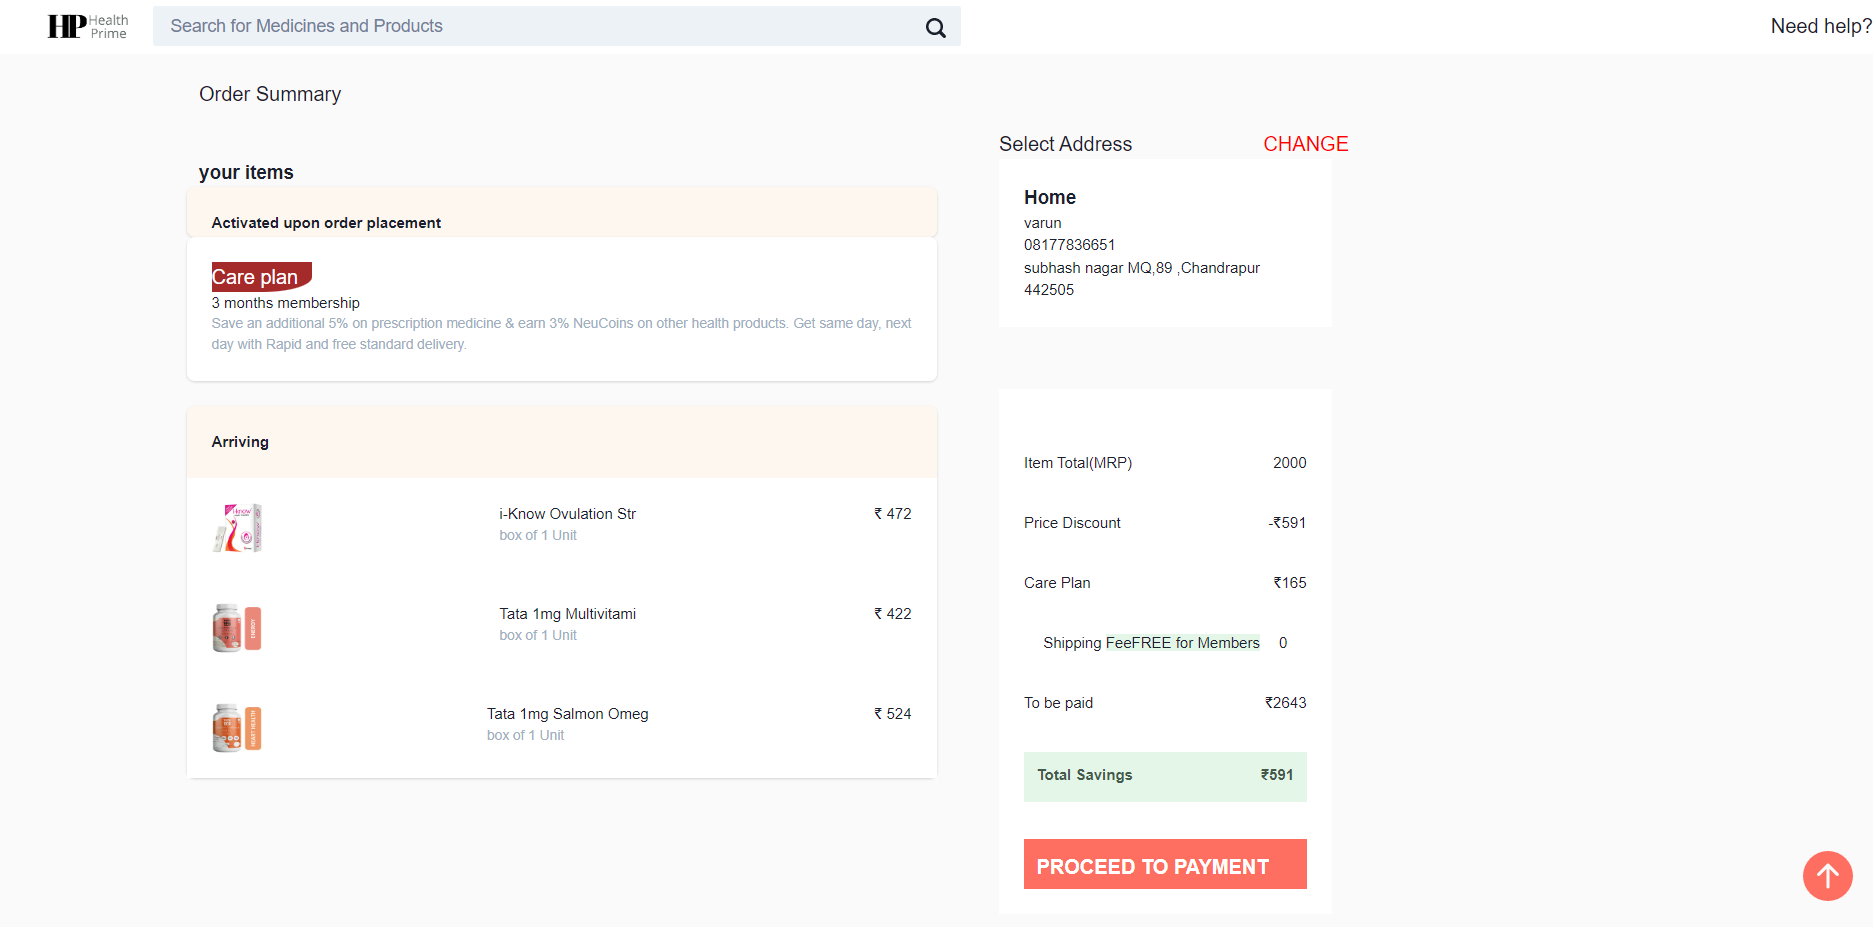 HP Health
Prime
Search for Medicines and Products
Need help?
Order Summary
your items
Activated upon order placement
Care plan
3 months membership
Save an additional 5% on prescription medicine & earn 3% NeuCoins on other health products. Get same day, next
day with Rapid and free standard delivery.
Arriving
i-Know Ovulation Str
box of 1 Unit
₹ 472
Tata 1mg Multivitami
box of 1 Unit
₹ 422
ENERGY
Tata 1mg Salmon Omeg
box of 1 Unit
₹ 524
HEART HEALTH
Select Address
CHANGE
Home
varun
08177836651
subhash nagar MQ,89 ,Chandrapur
442505
Item Total(MRP) 2000
Price Discount -₹591
Care Plan ₹165
Shipping FeeFREE for Members 0
To be paid ₹2643
Total Savings ₹591
PROCEED TO PAYMENT